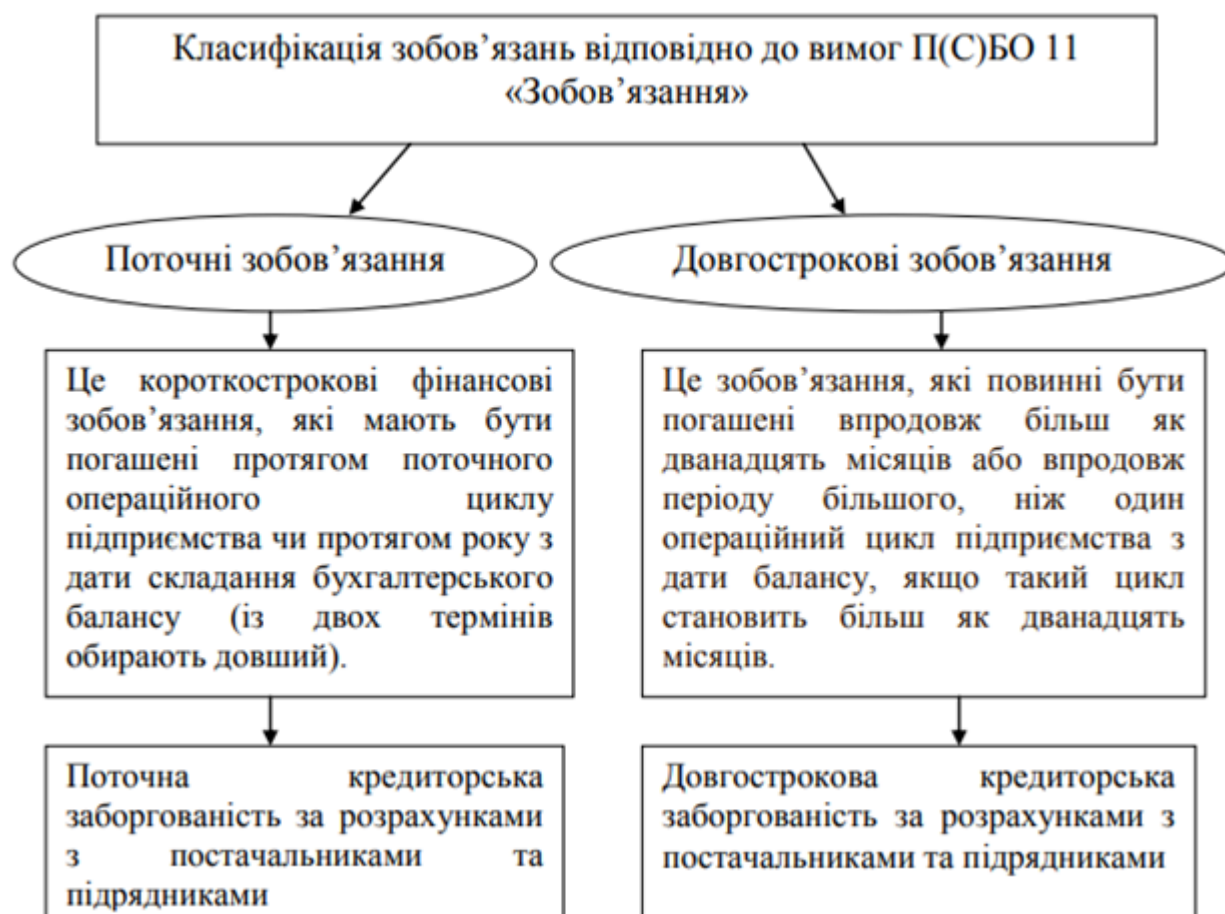 Класифікація зобов’язань відповідно до вимог П(С)БО 11
«Зобов’язання»
Поточні зобов’язання
Довгострокові зобов’язання
Це короткострокові фінансові
зобов’язання, які мають бути
погашені протягом поточного
операційного циклу
підприємства чи протягом року з
дати складання бухгалтерського
балансу (із двох термінів
обирають довший).
Це зобов’язання, які повинні бути
погашені впродовж більш як
дванадцять місяців або впродовж
періоду більшого, ніж один
операційний цикл підприємства з
дати балансу, якщо такий цикл
становить більш як дванадцять
місяців.
Поточна кредиторська
заборгованість за розрахунками
з постачальниками та
підрядниками
Довгострокова кредиторська
заборгованість за розрахунками з
постачальниками та підрядниками